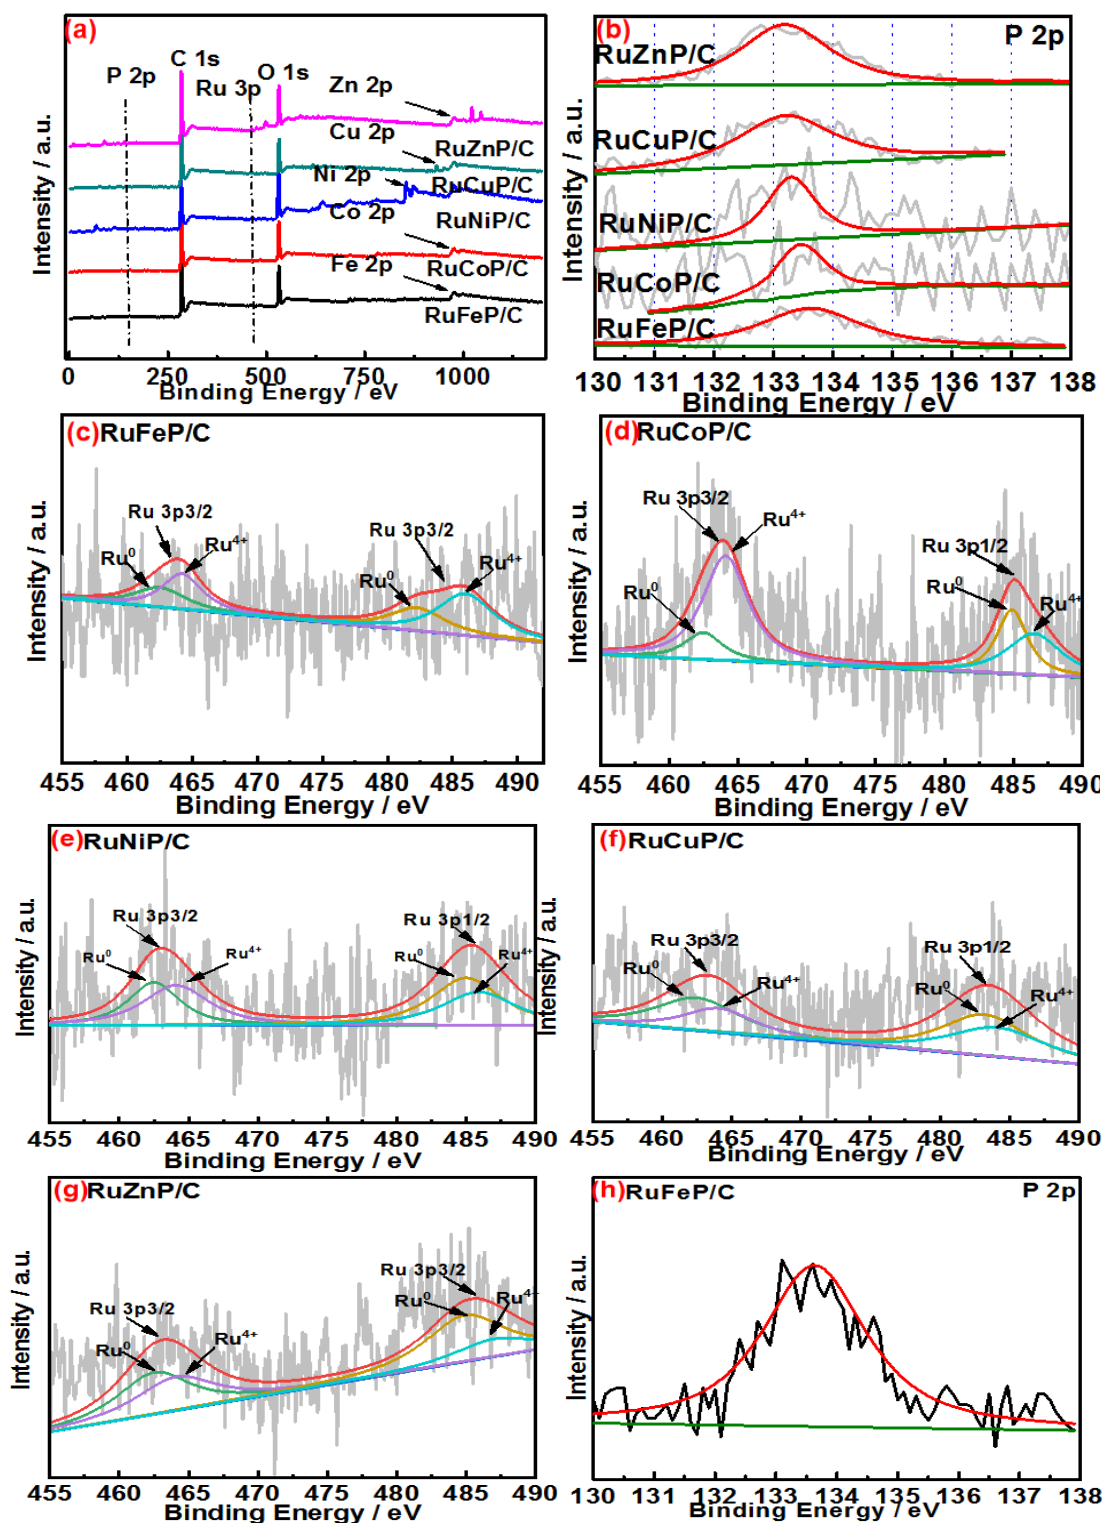 (a)
P 2p
C 1s
Ru 3p
O 1s
Zn 2p
Cu 2p
RuZnP/C
Ni 2p
RuCuP/C
Co 2p
RuNiP/C
Fe 2p
RuCoP/C
RuFeP/C
Intensity / a.u.
0 250 500 750 1000
Binding Energy / eV
(b)
P 2p
RuZnP/C
RuCuP/C
RuNiP/C
RuCoP/C
RuFeP/C
Intensity / a.u.
130 131 132 133 134 135 136 137 138
Binding Energy / eV
(c) RuFeP/C
Ru 3p3/2
Ru⁰
Ru⁴⁺
Ru 3p3/2
Ru⁰
Ru⁴⁺
Intensity / a.u.
455 460 465 470 475 480 485 490
Binding Energy / eV
(d) RuCoP/C
Ru 3p3/2
Ru⁴⁺
Ru⁰
Ru 3p1/2
Ru⁰
Ru⁴⁺
Intensity / a.u.
455 460 465 470 475 480 485 490
Binding Energy / eV
(e) RuNiP/C
Ru 3p3/2
Ru⁰
Ru⁴⁺
Ru 3p1/2
Ru⁰
Ru⁴⁺
Intensity / a.u.
455 460 465 470 475 480 485 490
Binding Energy / eV
(f) RuCuP/C
Ru 3p3/2
Ru⁰
Ru⁴⁺
Ru 3p1/2
Ru⁰
Ru⁴⁺
Intensity / a.u.
455 460 465 470 475 480 485 490
Binding Energy / eV
(g) RuZnP/C
Ru 3p3/2
Ru⁰
Ru⁴⁺
Ru 3p3/2
Ru⁰
Ru⁴⁺
Intensity / a.u.
455 460 465 470 475 480 485 490
Binding Energy / eV
(h) RuFeP/C
P 2p
Intensity / a.u.
130 131 132 133 134 135 136 137 138
Binding Energy / eV